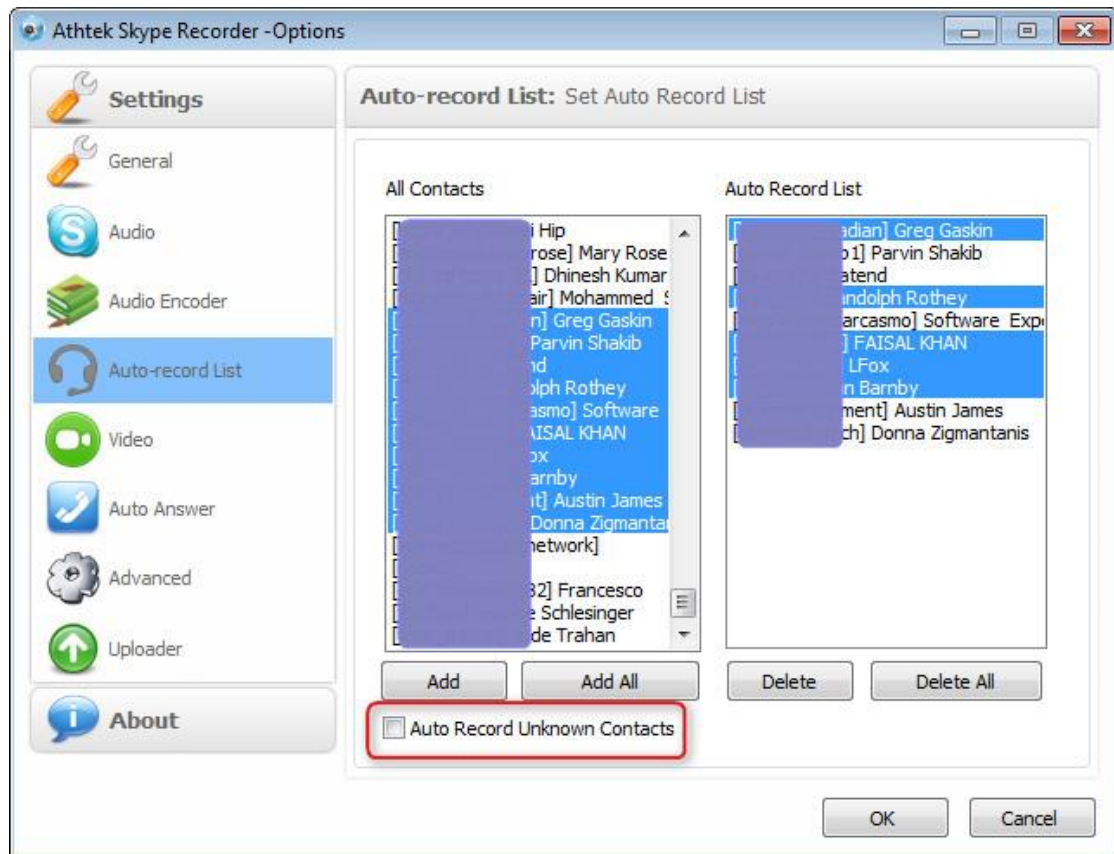 Athtek Skype Recorder -Options
Settings
General
Audio
Audio Encoder
Auto-record List
Video
Auto Answer
Advanced
Uploader
About
Auto-record List: Set Auto Record List
All Contacts
[ i Hip
[ rose] Mary Rose
[ ] Dhinesh Kumar
[ air] Mohammed
[ n] Greg Gaskin
[ Parvin Shakib
[ nd
[ olph Rothey
[ asmo] Software
[ AISAL KHAN
[ ox
[ arnby
[ t] Austin James
[ Donna Zigmanta
[ network]
[
[ 32] Francesco
[ e Schlesinger
[ de Trahan
Add
Add All
Auto Record Unknown Contacts
Auto Record List
[ adian] Greg Gaskin
[ o1] Parvin Shakib
[ atend
[ ndolph Rothey
[ arcasmo] Software Exp
[ ] FAISAL KHAN
[ LFox
[ n Barnby
[ ment] Austin James
[ ch] Donna Zigmantanis
Delete
Delete All
OK
Cancel